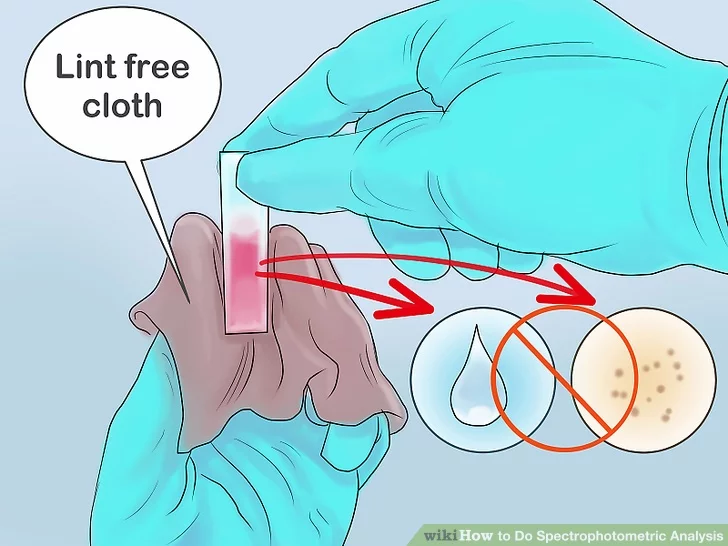 Lint free
cloth
wikiHow to Do Spectrophotometric Analysis